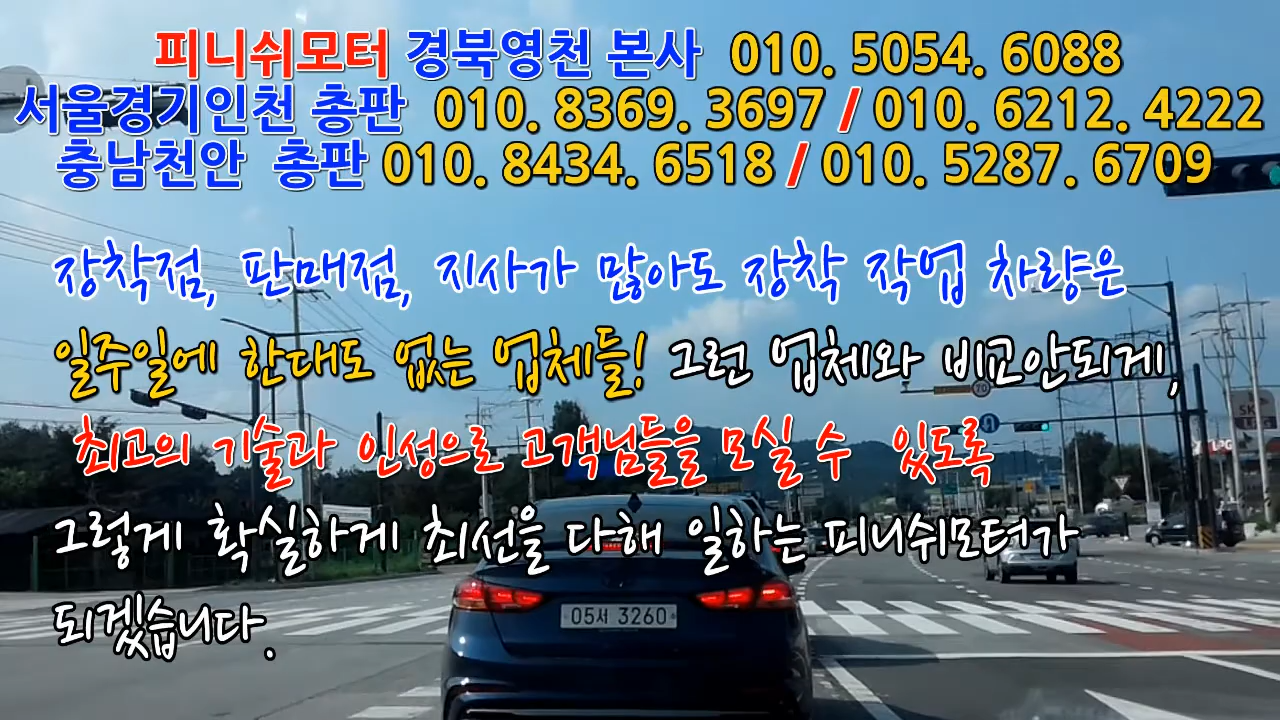 피니쉬모터 경북영천 본사 010. 5054. 6088
서울경기인천 총판 010. 8369. 3697 / 010. 6212. 4222
충남천안 총판 010. 8434. 6518 / 010. 5287. 6709
장착점, 판매점, 지사가 많아도 장착 작업 차량은
일주일에 한대도 없는 업체들! 그런 업체와 비교안되게,
최고의 기술과 인성으로 고객님들을 모실 수 있도록
그렇게 확실하게 최선을 다해 일하는 피니쉬모터가
되겠습니다.
70
SK
LPG
05서 3260